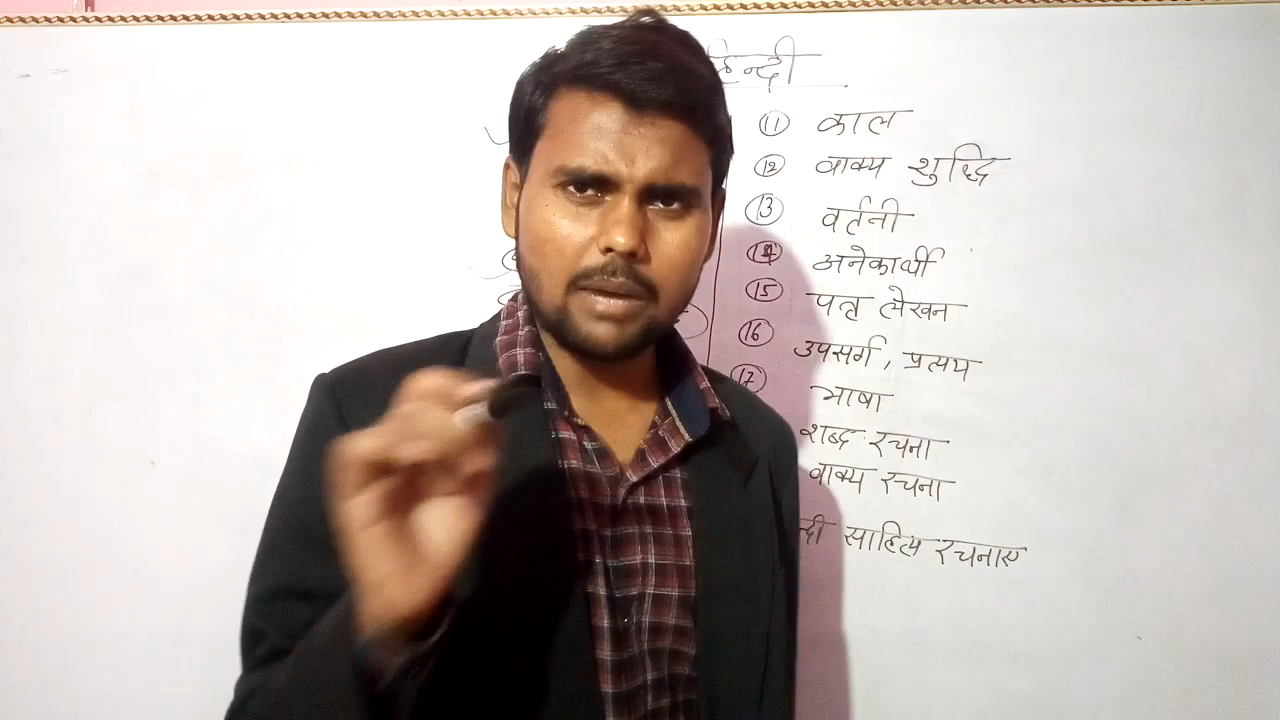 हिन्दी
11 काल
12 वाक्य शुद्धि
13 वर्तनी
14 अनेकार्थी
15 पत्र लेखन
16 उपसर्ग, प्रत्यय
17 भाषा
शब्द रचना
वाक्य रचना
न्दी साहित्य रचनाए